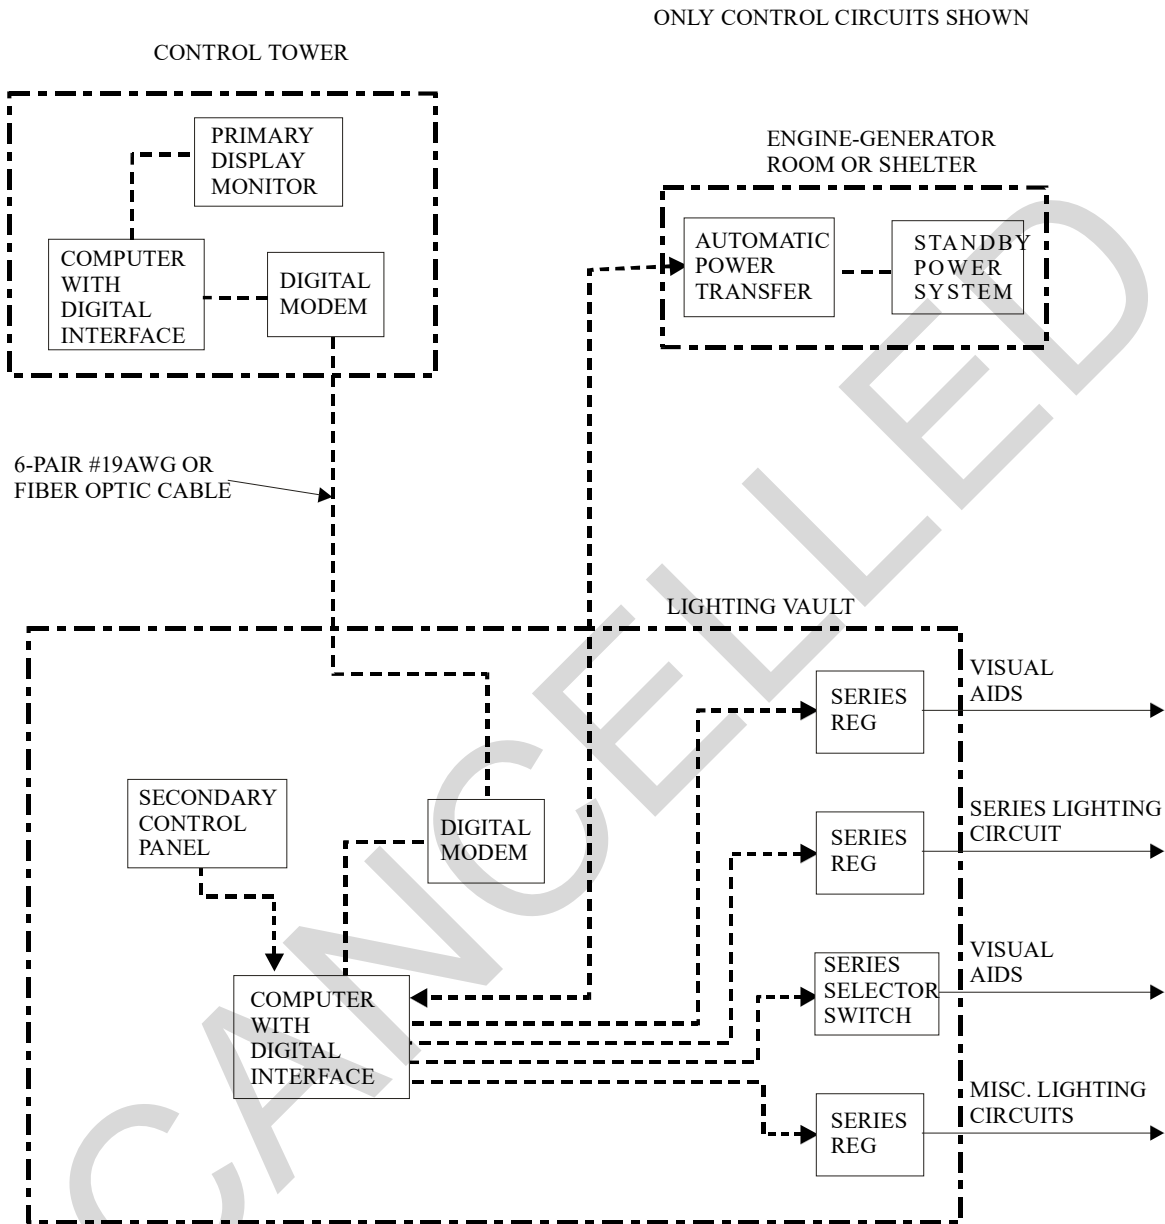 ONLY CONTROL CIRCUITS SHOWN
CONTROL TOWER
PRIMARY
DISPLAY
MONITOR
COMPUTER
WITH
DIGITAL
INTERFACE
DIGITAL
MODEM
ENGINE-GENERATOR
ROOM OR SHELTER
AUTOMATIC
POWER
TRANSFER
STANDBY
POWER
SYSTEM
6-PAIR #19AWG OR
FIBER OPTIC CABLE
LIGHTING VAULT
SECONDARY
CONTROL
PANEL
DIGITAL
MODEM
COMPUTER
WITH
DIGITAL
INTERFACE
SERIES
REG
VISUAL
AIDS
SERIES
REG
SERIES LIGHTING
CIRCUIT
SERIES
SELECTOR
SWITCH
VISUAL
AIDS
SERIES
REG
MISC. LIGHTING
CIRCUITS
CANCELLED